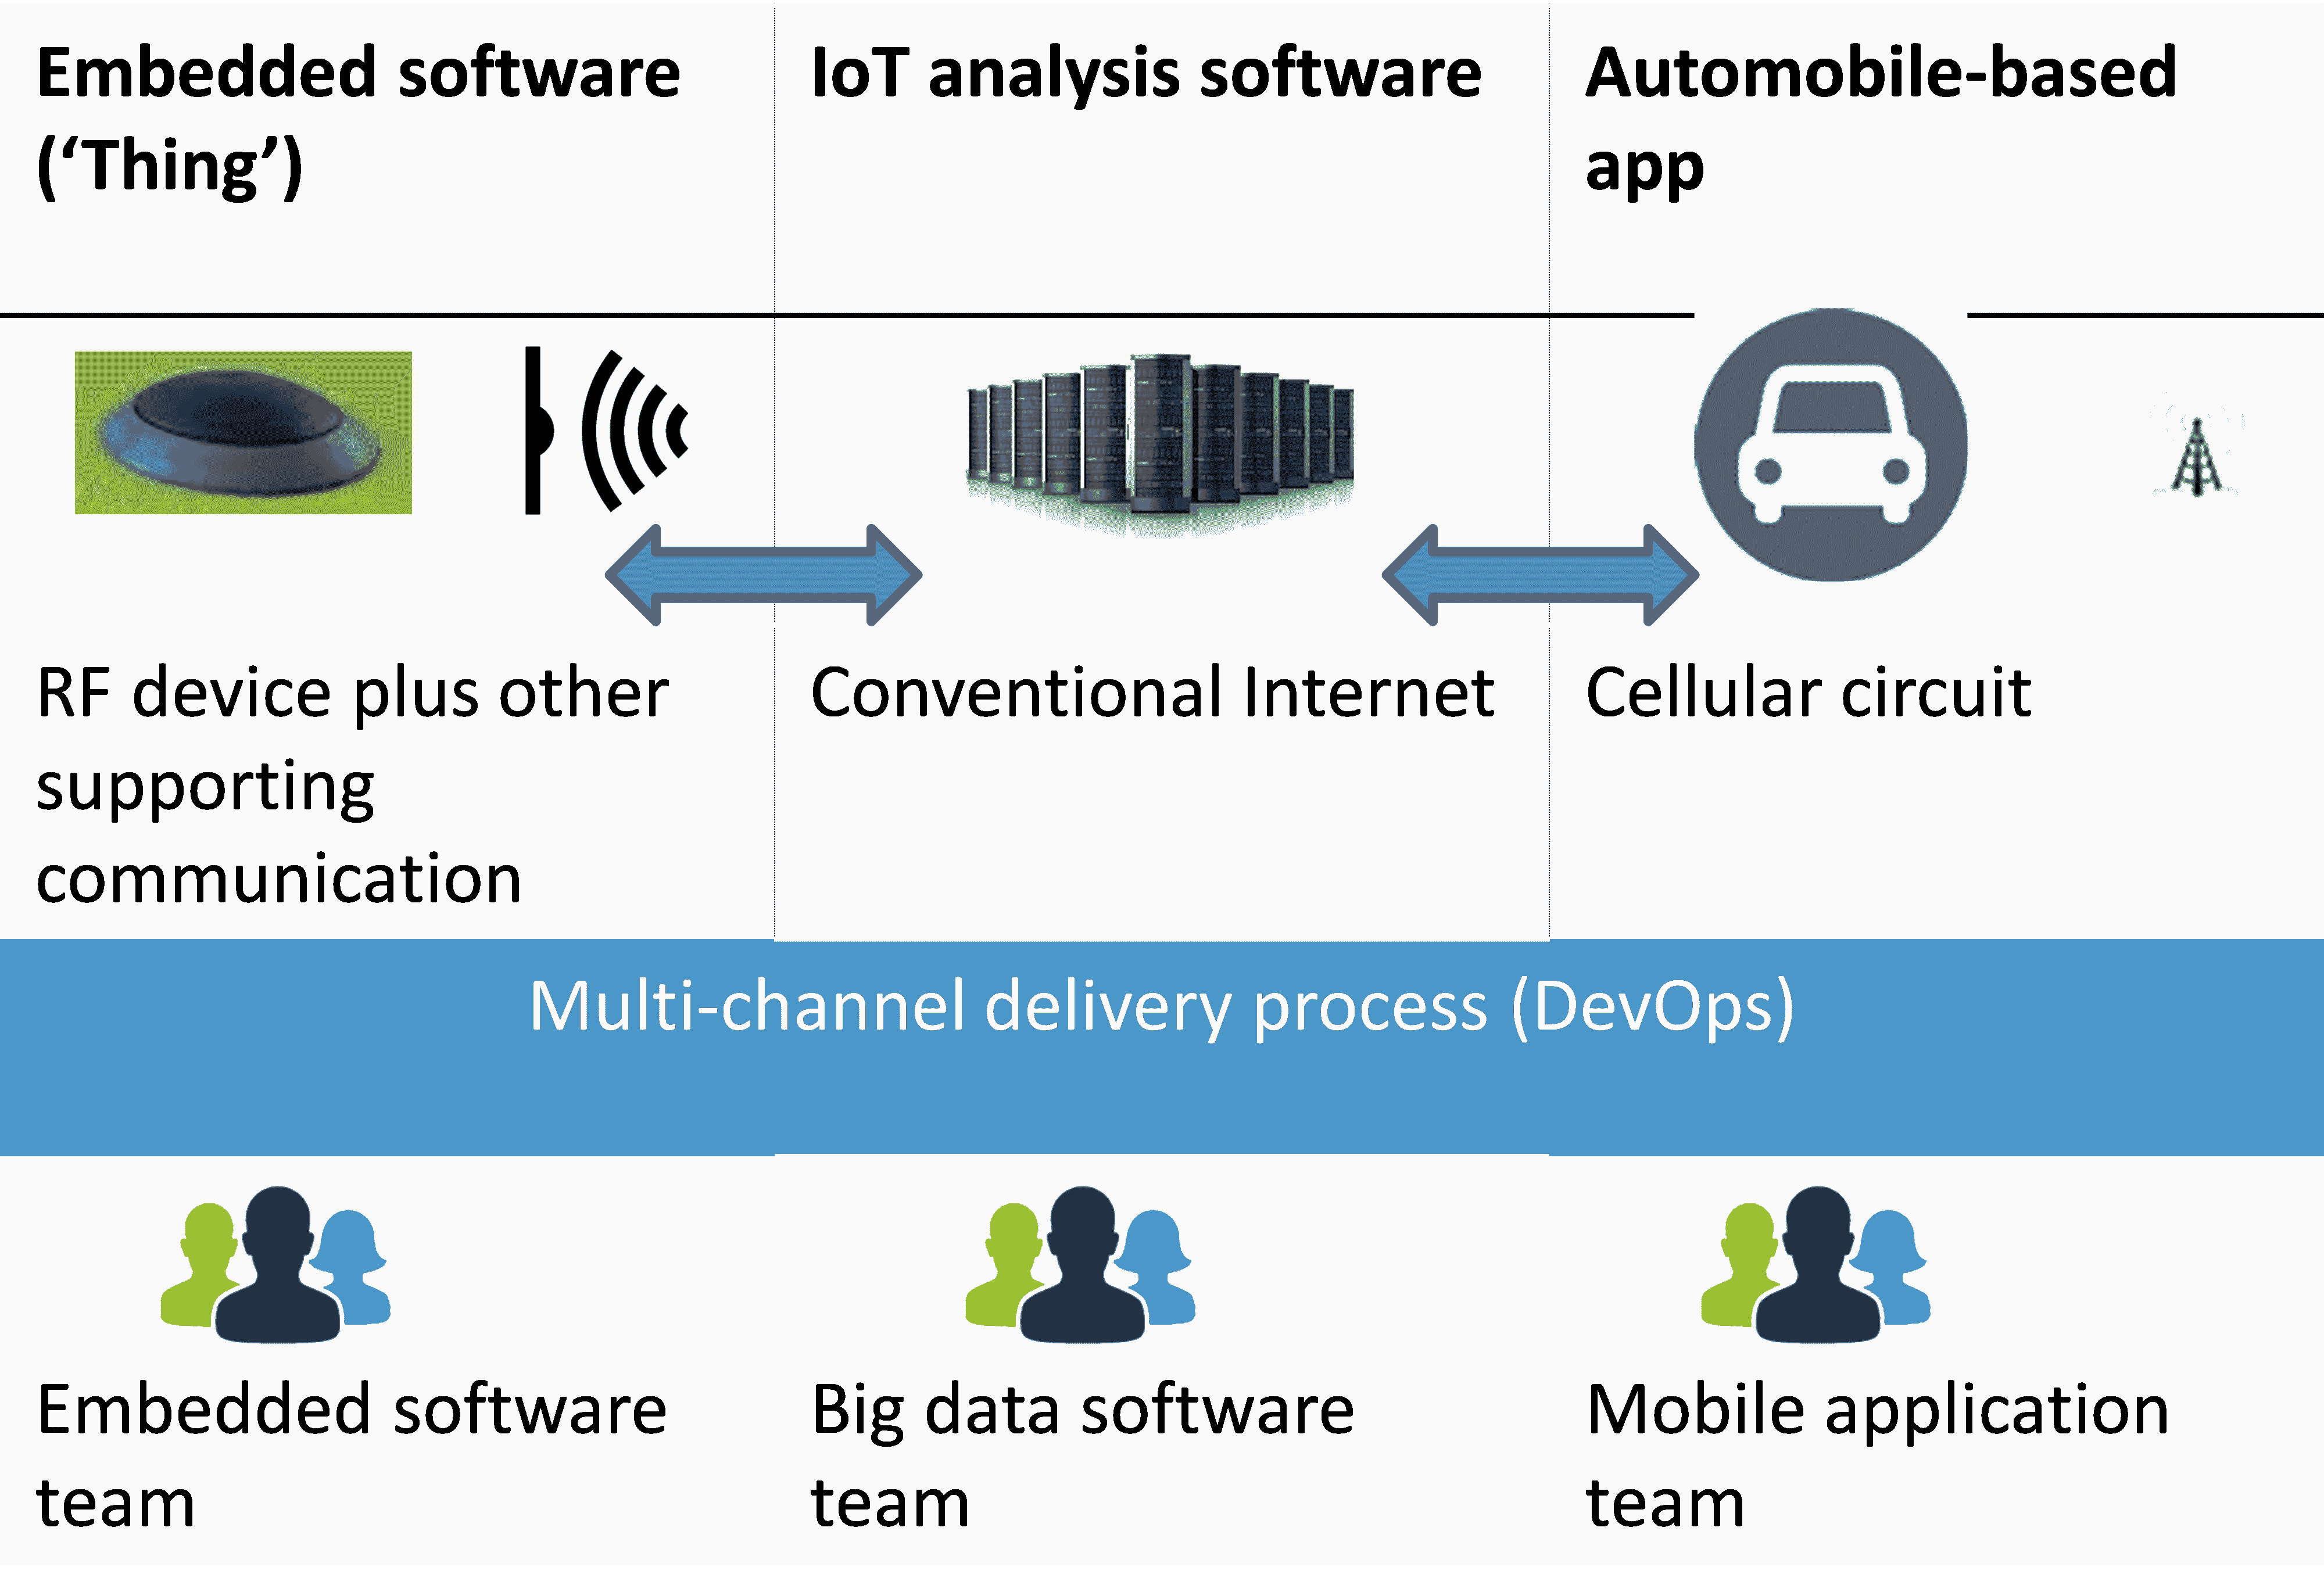 Embedded software
(‘Thing’)
IoT analysis software
Automobile-based
app
RF device plus other
supporting
communication
Conventional Internet
Cellular circuit
Multi-channel delivery process (DevOps)
Embedded software
team
Big data software
team
Mobile application
team